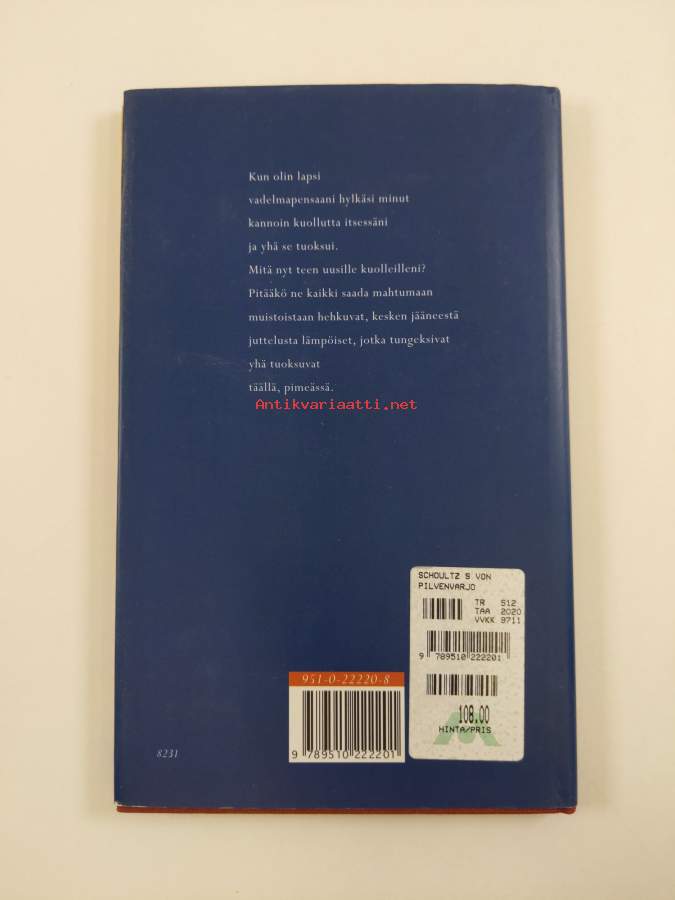 Kun olin lapsi
vadelmapensaani hylkäsi minut
kannoin kuollutta itsessäni
ja yhä se tuoksui.
Mitä nyt teen uusille kuolleilleni?
Pitääkö ne kaikki saada mahtumaan
muistoistaan hehkuvat, kesken jääneestä
juttelusta lämpöiset, jotka tungeksivat
yhä tuoksuvat
täällä, pimeässä.
Antikvariaatti.net
SCHOULTZ S VON
PILVENVARJO
TR 512
TAA 2020
VVKK 9711
9 789510 222201
108.00
HINTA/PRIS
951-0-22220-8
9 789510 222201
8231